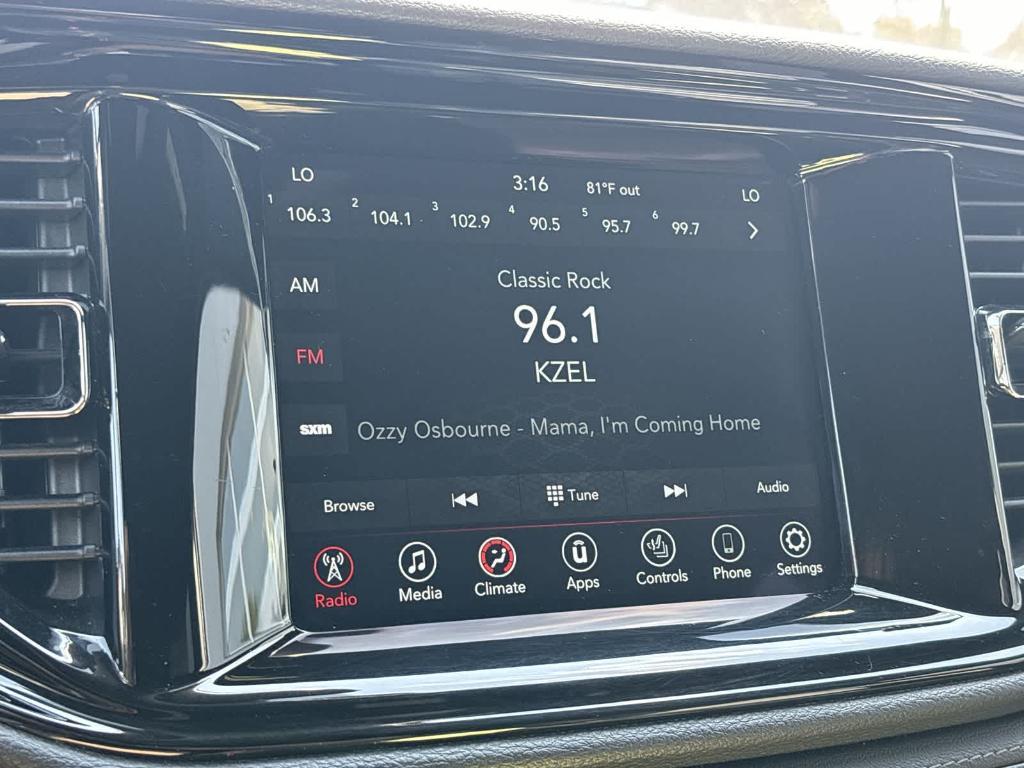 LO 3:16 81°F out LO
1 106.3 2 104.1 3 102.9 4 90.5 5 95.7 6 99.7
AM
Classic Rock
96.1
FM
KZEL
sxm
Ozzy Osbourne - Mama, I'm Coming Home
Browse Tune Audio
Radio Media Climate Apps Controls Phone Settings